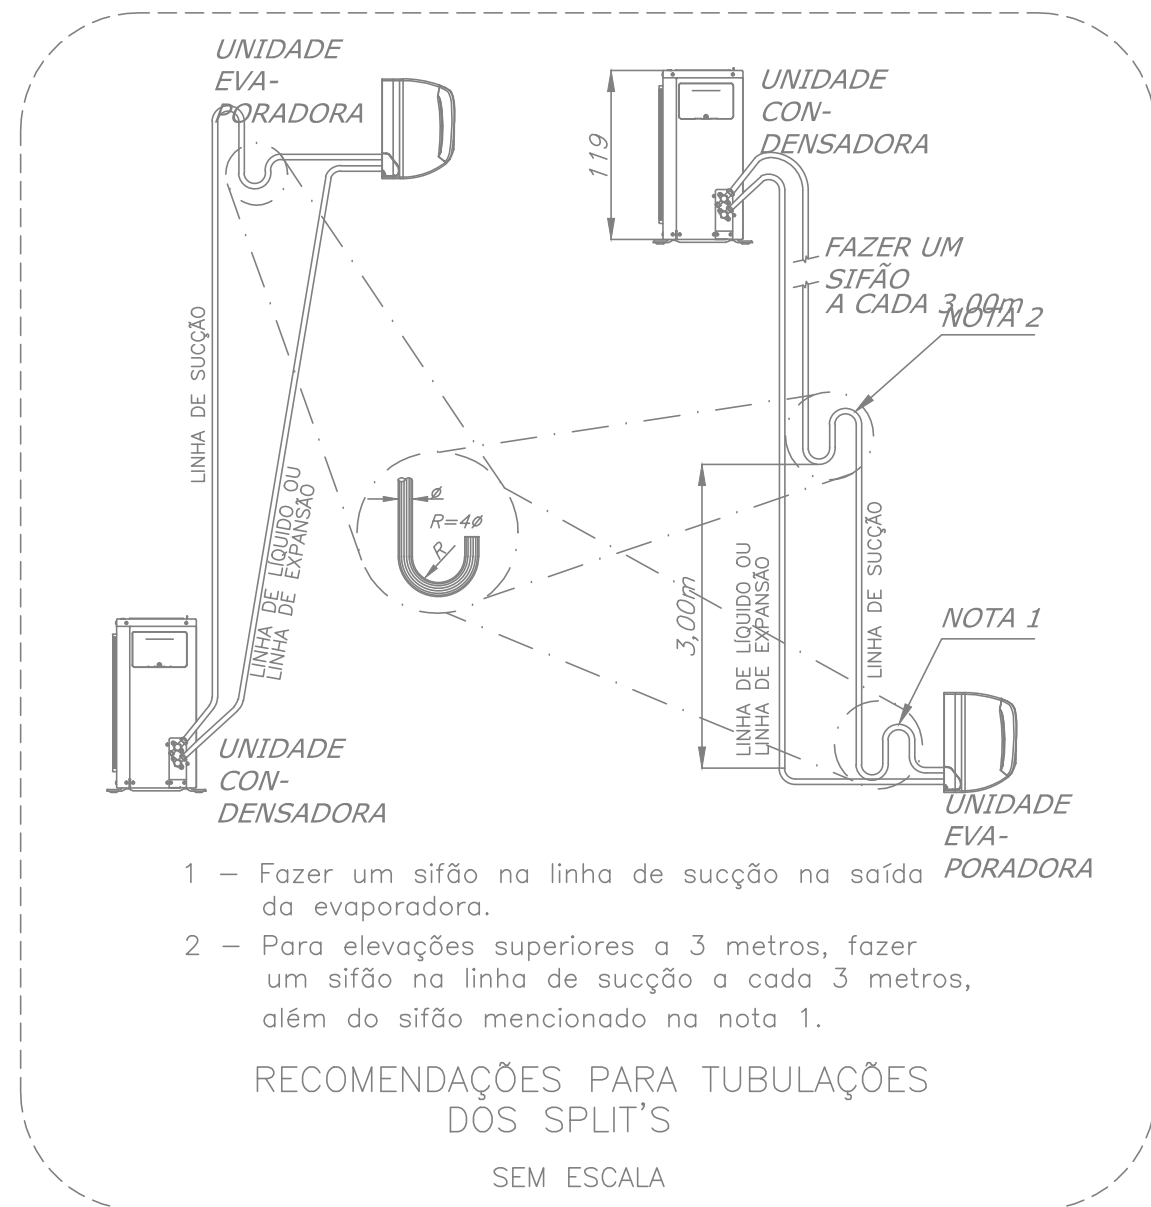 UNIDADE
EVA-
PORADORA
UNIDADE
CON-
DENSADORA
119
FAZER UM
SIFÃO
A CADA 3,00m
NOTA 2
LINHA DE SUCÇÃO
LINHA DE LÍQUIDO OU
LINHA DE EXPANSÃO
ø
R=4ø
R
3,00m
LINHA DE LÍQUIDO OU
LINHA DE EXPANSÃO
LINHA DE SUCÇÃO
NOTA 1
UNIDADE
CON-
DENSADORA
UNIDADE
EVA-
PORADORA
1 – Fazer um sifão na linha de sucção na saída
da evaporadora.
2 – Para elevações superiores a 3 metros, fazer
um sifão na linha de sucção a cada 3 metros,
além do sifão mencionado na nota 1.
RECOMENDAÇÕES PARA TUBULAÇÕES
DOS SPLIT'S
SEM ESCALA